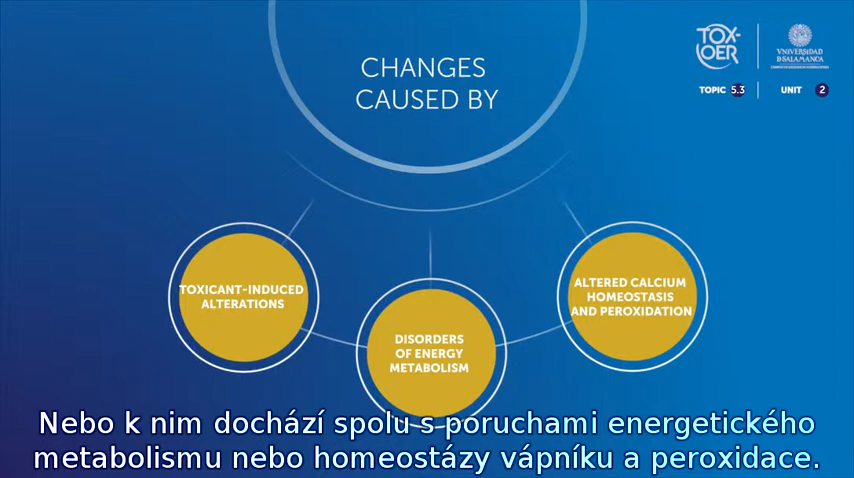 CHANGES
CAUSED BY
TOX-
OER
VNIVERSIDAD
D SALAMANCA
TOPIC 5.3
UNIT 2
TOXICANT-INDUCED
ALTERATIONS
DISORDERS
OF ENERGY
METABOLISM
ALTERED CALCIUM
HOMEOSTASIS
AND PEROXIDATION
Nebo k nim dochází spolu s poruchami energetického
metabolismu nebo homeostázy vápníku a peroxidace.